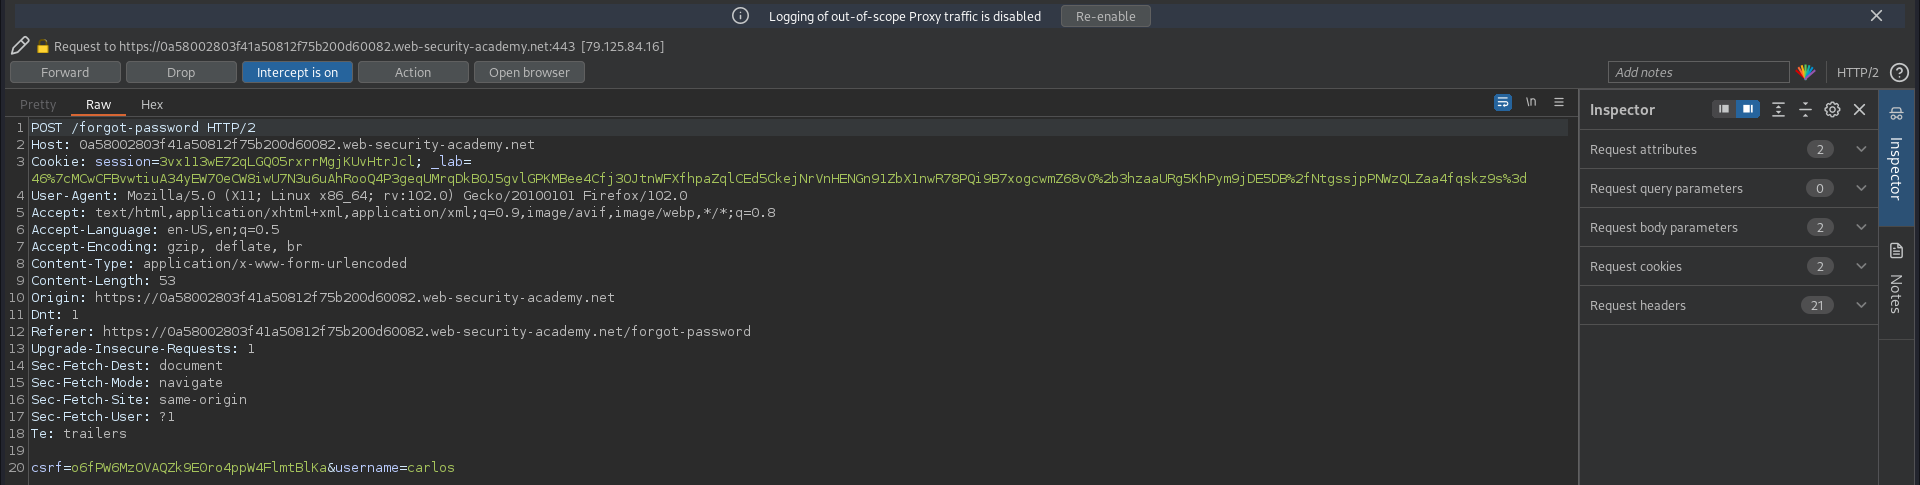 Logging of out-of-scope Proxy traffic is disabled Re-enable
Request to https://0a58002803f41a50812f75b200d60082.web-security-academy.net:443 [79.125.84.16]
Forward Drop Intercept is on Action Open browser Add notes HTTP/2 ?
Pretty Raw Hex \n
1 POST /forgot-password HTTP/2
2 Host: 0a58002803f41a50812f75b200d60082.web-security-academy.net
3 Cookie: session=3vx113wE72qLGQ05rxrrMgjKUvHtrJcl; _lab=
46%7cMCwCFBvwtiuA34yEW70eCW8iwU7N3u6uAhRooQ4P3geqUMrqDkB0J5gvlGPKMBee4Cfj30JtnWFXfhpaZqlCEd5CkejNrVnHENGn91ZbX1nwR78PQi9B7xogcwmZ68v0%2b3hzaaURg5KhPym9jDE5DB%2fNtgssjpPNWzQLZaa4fqskz9s%3d
4 User-Agent: Mozilla/5.0 (X11; Linux x86_64; rv:102.0) Gecko/20100101 Firefox/102.0
5 Accept: text/html,application/xhtml+xml,application/xml;q=0.9,image/avif,image/webp,*/*;q=0.8
6 Accept-Language: en-US,en;q=0.5
7 Accept-Encoding: gzip, deflate, br
8 Content-Type: application/x-www-form-urlencoded
9 Content-Length: 53
10 Origin: https://0a58002803f41a50812f75b200d60082.web-security-academy.net
11 Dnt: 1
12 Referer: https://0a58002803f41a50812f75b200d60082.web-security-academy.net/forgot-password
13 Upgrade-Insecure-Requests: 1
14 Sec-Fetch-Dest: document
15 Sec-Fetch-Mode: navigate
16 Sec-Fetch-Site: same-origin
17 Sec-Fetch-User: ?1
18 Te: trailers
19
20 csrf=o6fPW6MzOVAQZk9E0ro4ppW4FlmtBlKa&username=carlos
Inspector
Request attributes 2
Request query parameters 0
Request body parameters 2
Request cookies 2
Request headers 21
Inspector
Notes